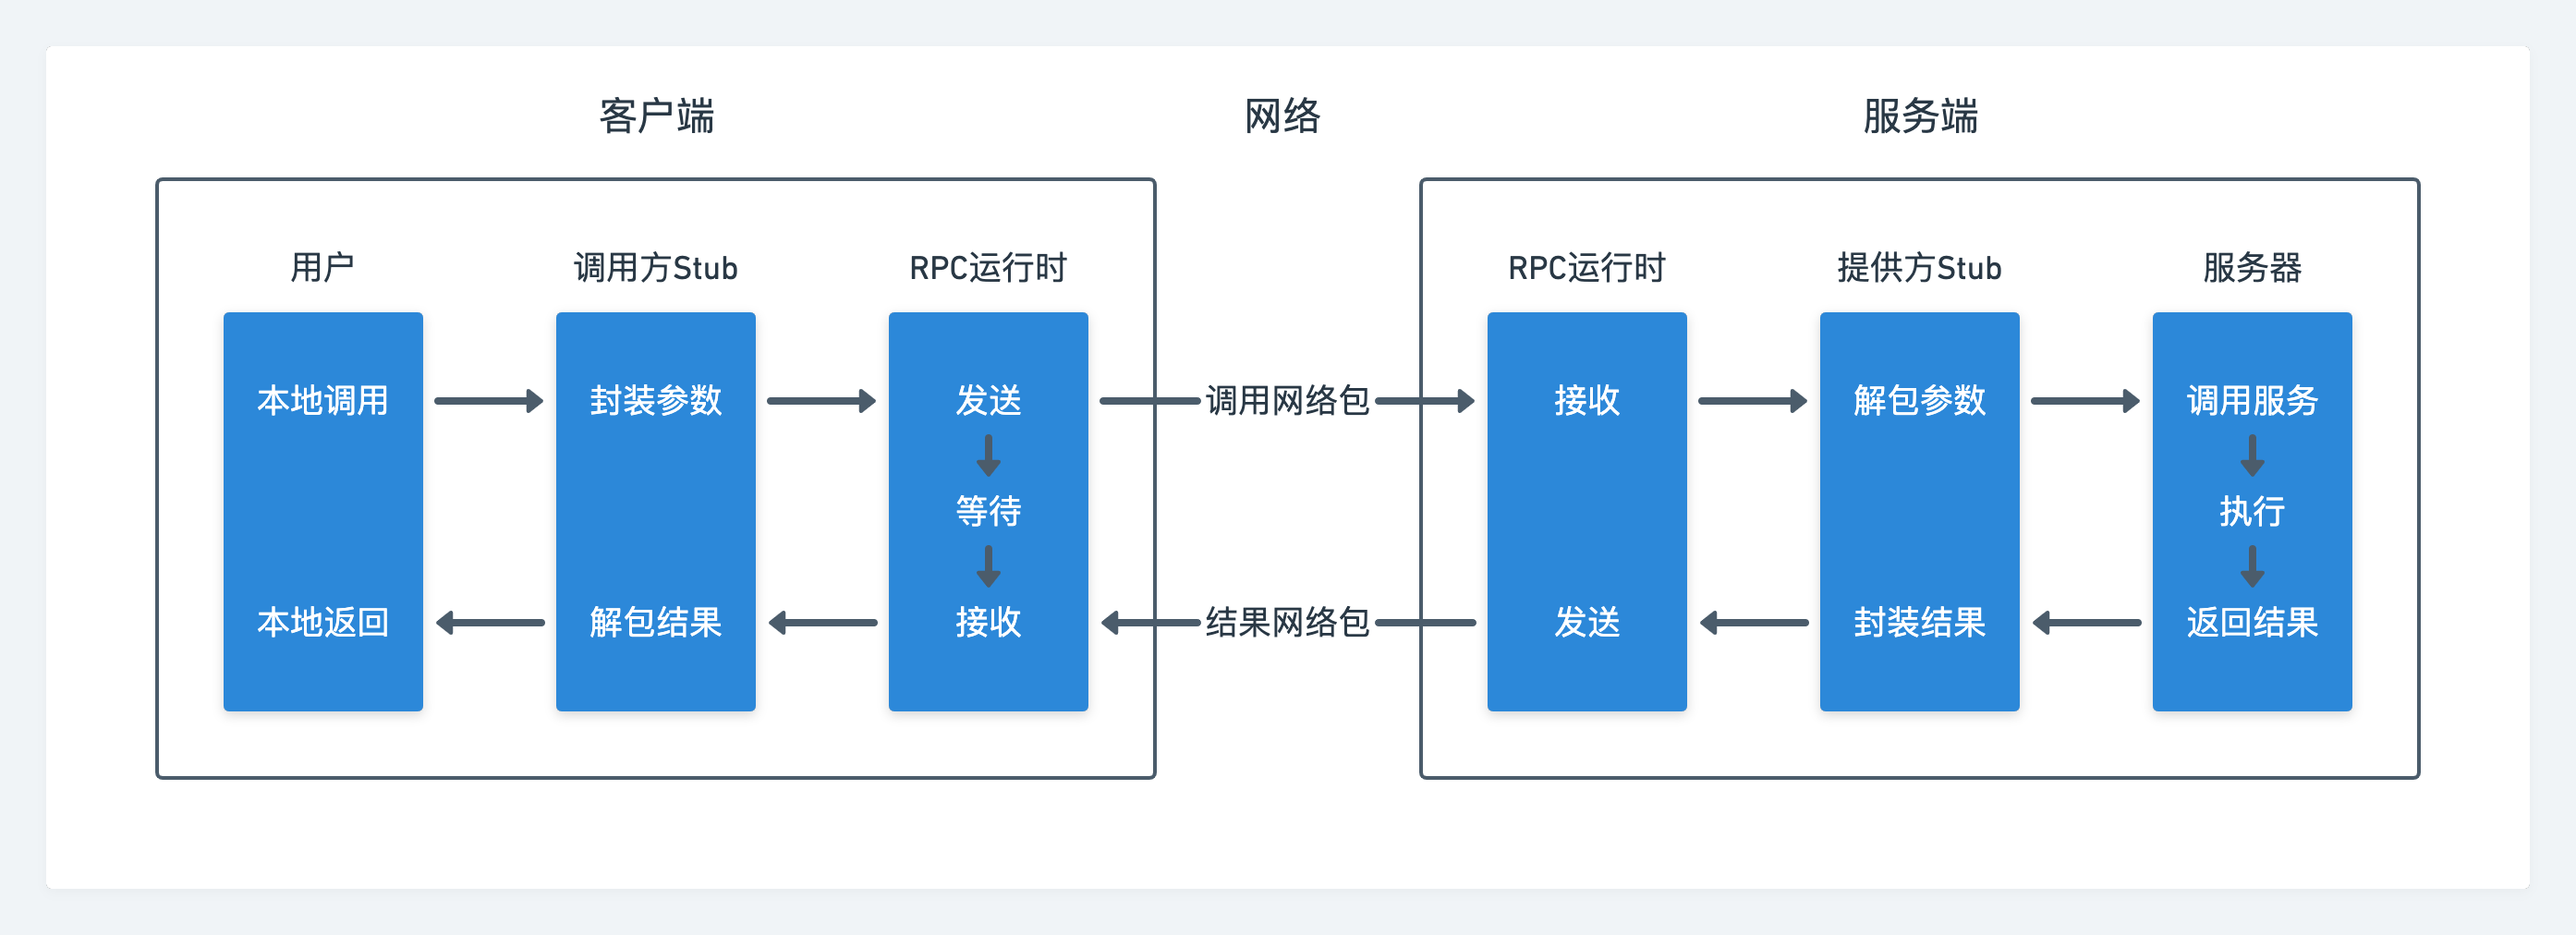 客户端
网络
服务端
用户
调用方Stub
RPC运行时
RPC运行时
提供方Stub
服务器
本地调用
封装参数
发送
调用网络包
接收
解包参数
调用服务
等待
执行
本地返回
解包结果
接收
结果网络包
发送
封装结果
返回结果